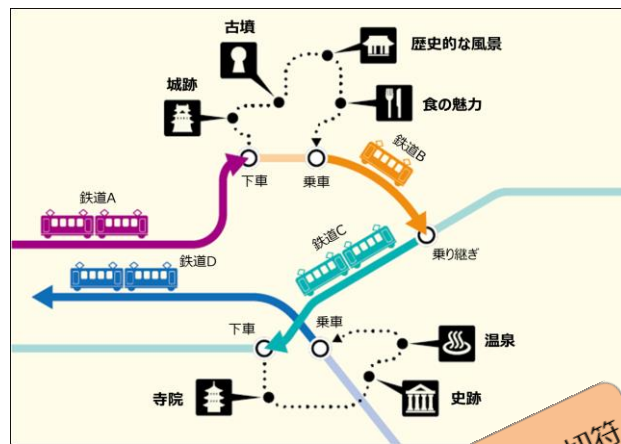 古墳
歴史的な風景
城跡
食の魅力
鉄道B
下車
乗車
鉄道A
鉄道C
乗り継ぎ
鉄道D
下車
乗車
温泉
寺院
史跡
切符